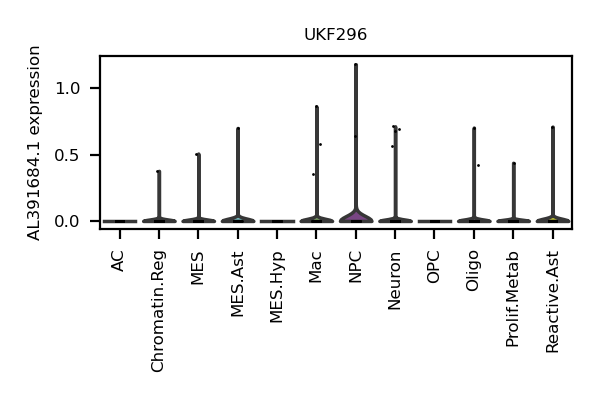 UKF296
AL391684.1 expression
1.0
0.5
0.0
AC
Chromatin.Reg
MES
MES.Ast
MES.Hyp
Mac
NPC
Neuron
OPC
Oligo
Prolif.Metab
Reactive.Ast